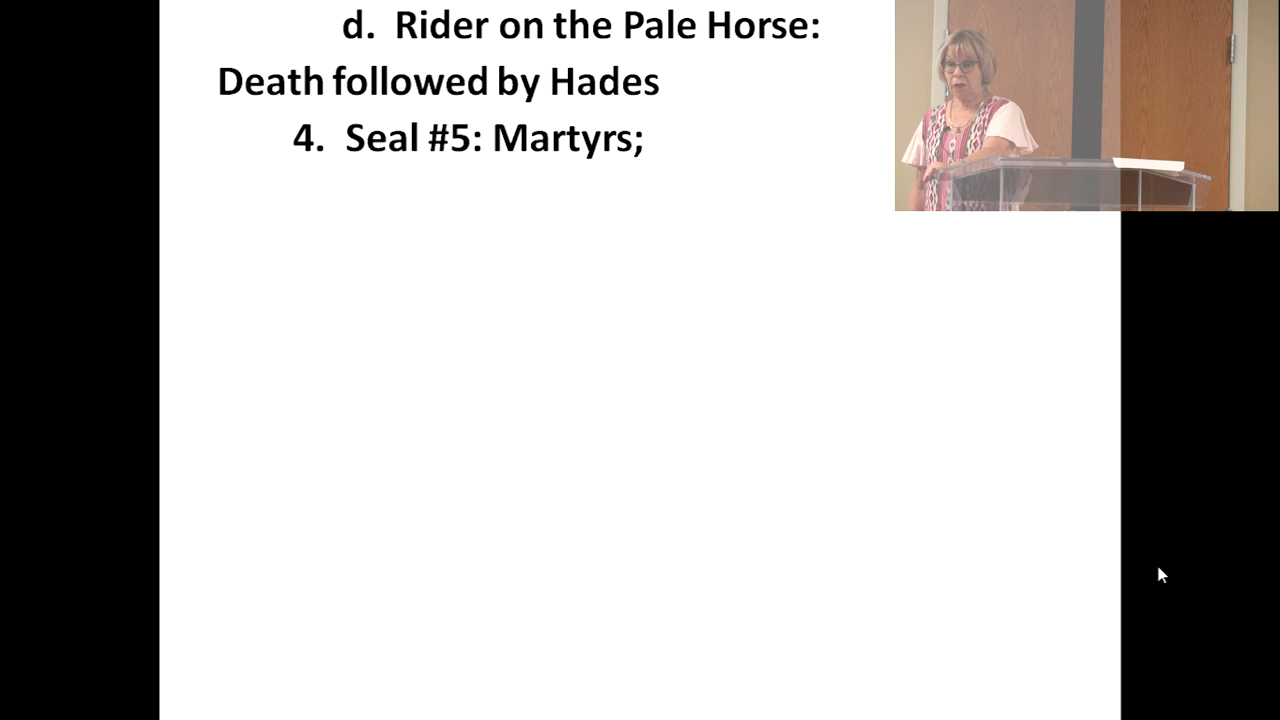 d. Rider on the Pale Horse:
Death followed by Hades
4. Seal #5: Martyrs;